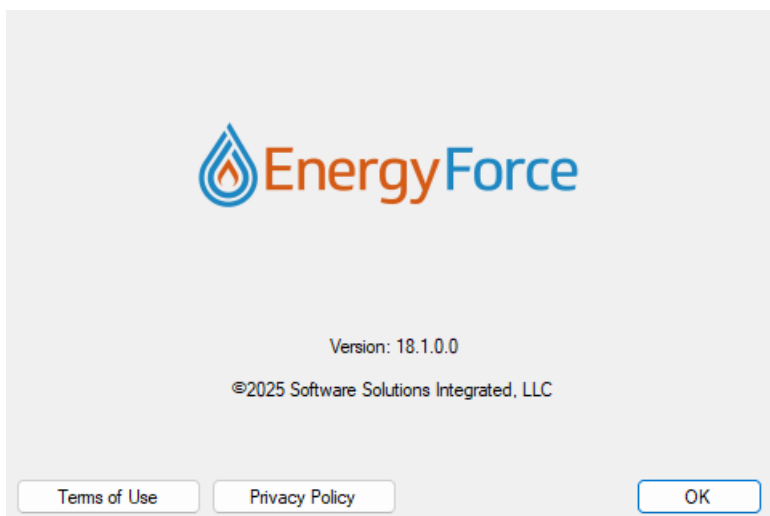 EnergyForce
Version: 18.1.0.0
©2025 Software Solutions Integrated, LLC
Terms of Use
Privacy Policy
OK